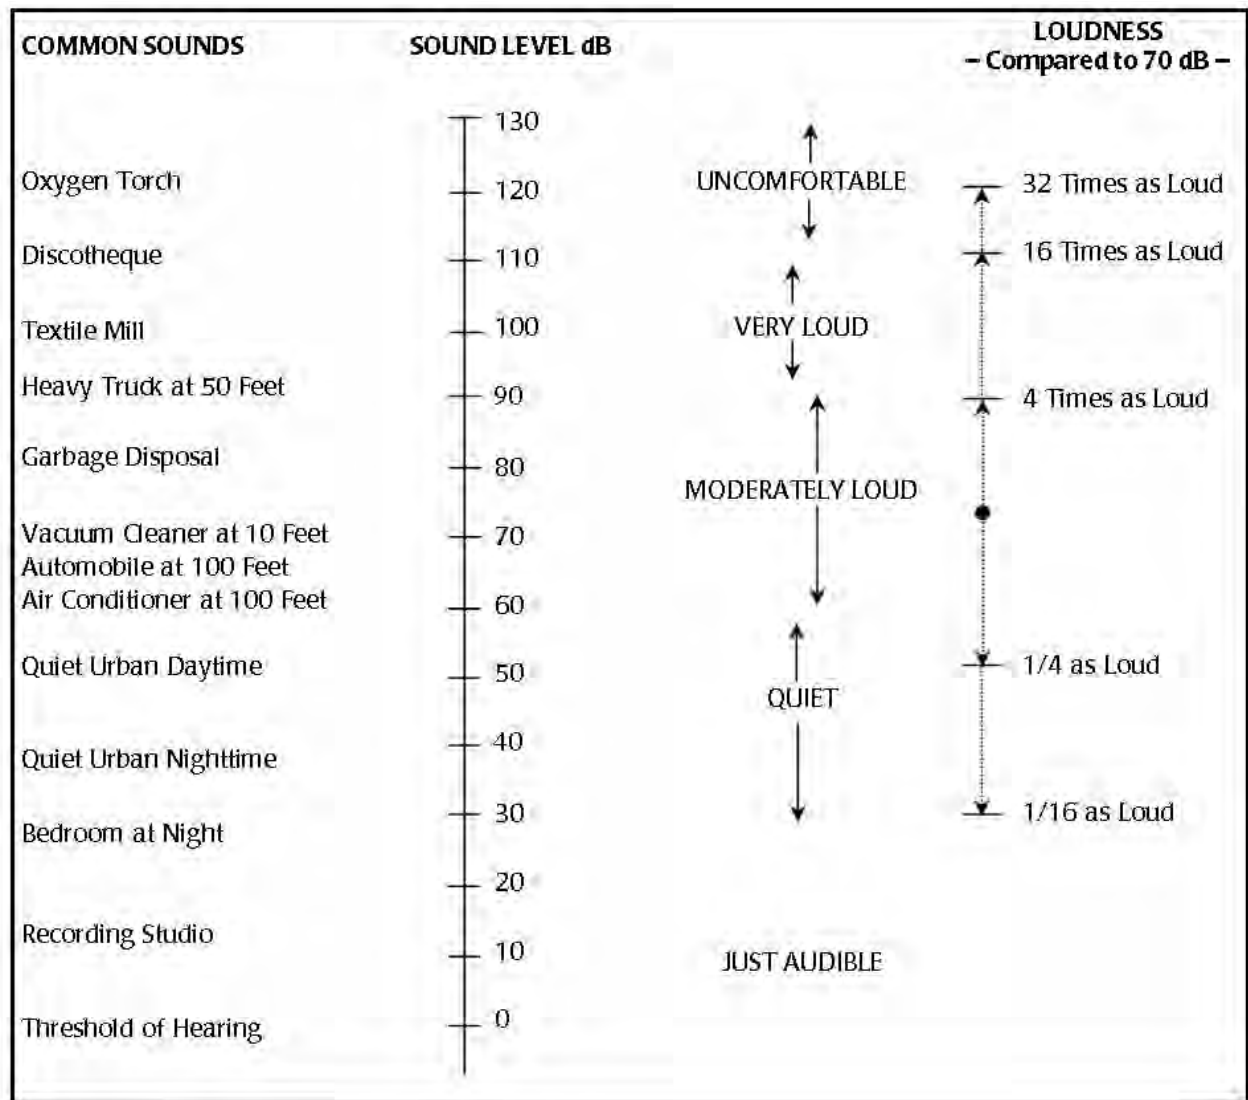 COMMON SOUNDS
SOUND LEVEL dB
LOUDNESS
– Compared to 70 dB –
130
Oxygen Torch
120
UNCOMFORTABLE
32 Times as Loud
Discotheque
110
16 Times as Loud
Textile Mill
100
VERY LOUD
Heavy Truck at 50 Feet
90
4 Times as Loud
Garbage Disposal
80
MODERATELY LOUD
Vacuum Cleaner at 10 Feet
70
Automobile at 100 Feet
Air Conditioner at 100 Feet
60
Quiet Urban Daytime
50
1/4 as Loud
QUIET
Quiet Urban Nighttime
40
Bedroom at Night
30
1/16 as Loud
20
Recording Studio
10
JUST AUDIBLE
Threshold of Hearing
0